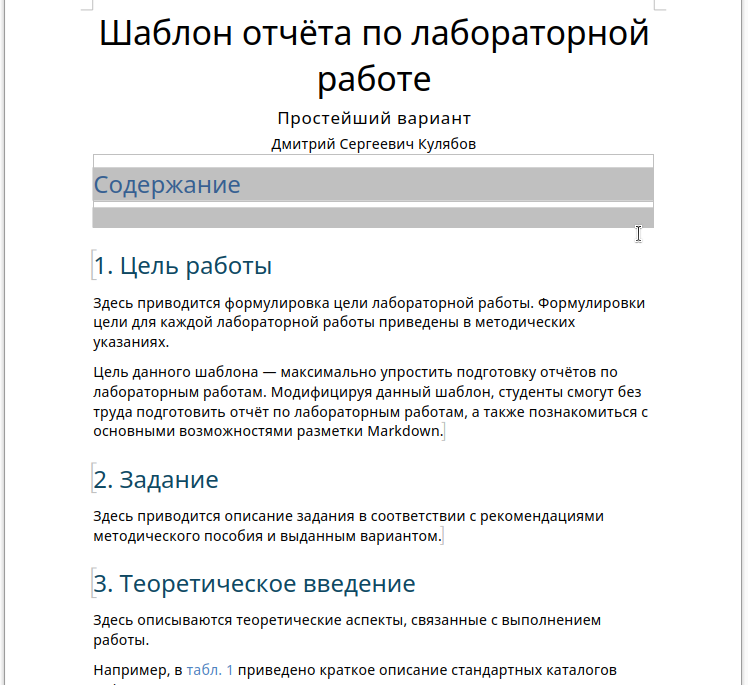 Шаблон отчёта по лабораторной
работе
Простейший вариант
Дмитрий Сергеевич Кулябов
Содержание
1. Цель работы
Здесь приводится формулировка цели лабораторной работы. Формулировки
цели для каждой лабораторной работы приведены в методических
указаниях.
Цель данного шаблона — максимально упростить подготовку отчётов по
лабораторным работам. Модифицируя данный шаблон, студенты смогут без
труда подготовить отчёт по лабораторным работам, а также познакомиться с
основными возможностями разметки Markdown.
2. Задание
Здесь приводится описание задания в соответствии с рекомендациями
методического пособия и выданным вариантом.
3. Теоретическое введение
Здесь описываются теоретические аспекты, связанные с выполнением
работы.
Например, в табл. 1 приведено краткое описание стандартных каталогов